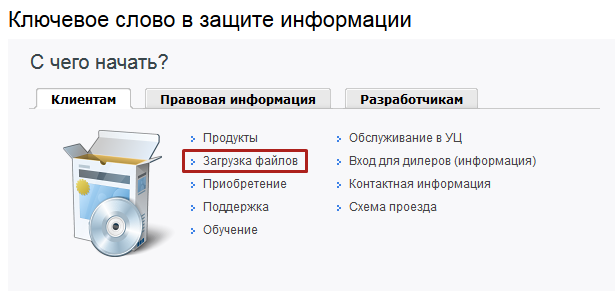 Ключевое слово в защите информации
С чего начать?
Клиентам
Правовая информация
Разработчикам
Продукты
Загрузка файлов
Приобретение
Поддержка
Обучение
Обслуживание в УЦ
Вход для дилеров (информация)
Контактная информация
Схема проезда